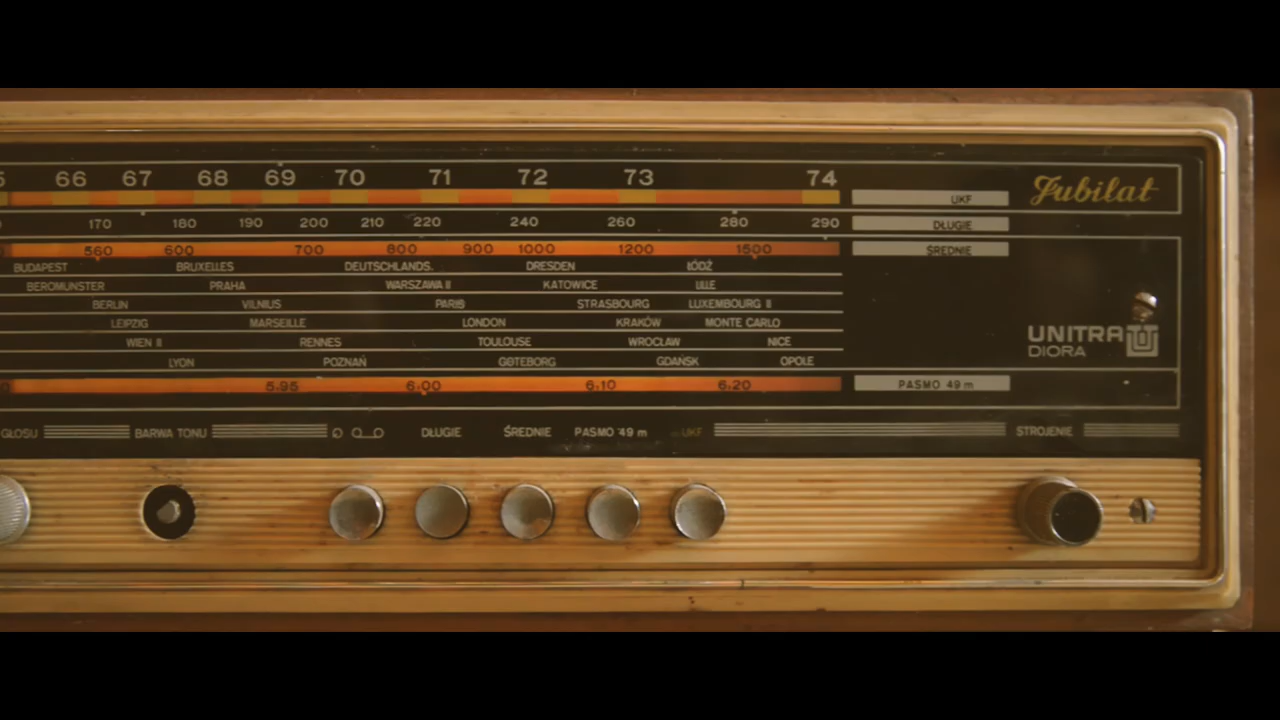 66 67 68 69 70 71 72 73 74 UKF
Jubilat
170 180 190 200 210 220 240 260 280 290 DŁUGIE
560 600 700 800 900 1000 1200 1500 ŚREDNIE
BUDAPEST BRUXELLES DEUTSCHLANDS. DRESDEN ŁÓDŹ
BEROMUNSTER PRAHA WARSZAWA II KATOWICE LILLE
BERLIN VILNIUS PARIS STRASBOURG LUXEMBOURG II
LEIPZIG MARSEILLE LONDON KRAKÓW MONTE CARLO
WIEN II RENNES TOULOUSE WROCŁAW NICE
LYON POZNAŃ GØTEBORG GDAŃSK OPOLE
UNITRA
DIORA
5.95 6.00 6.10 6.20 PASMO 49 m
GŁOSU BARWA TONU DŁUGIE ŚREDNIE PASMO 49 m UKF STROJENIE